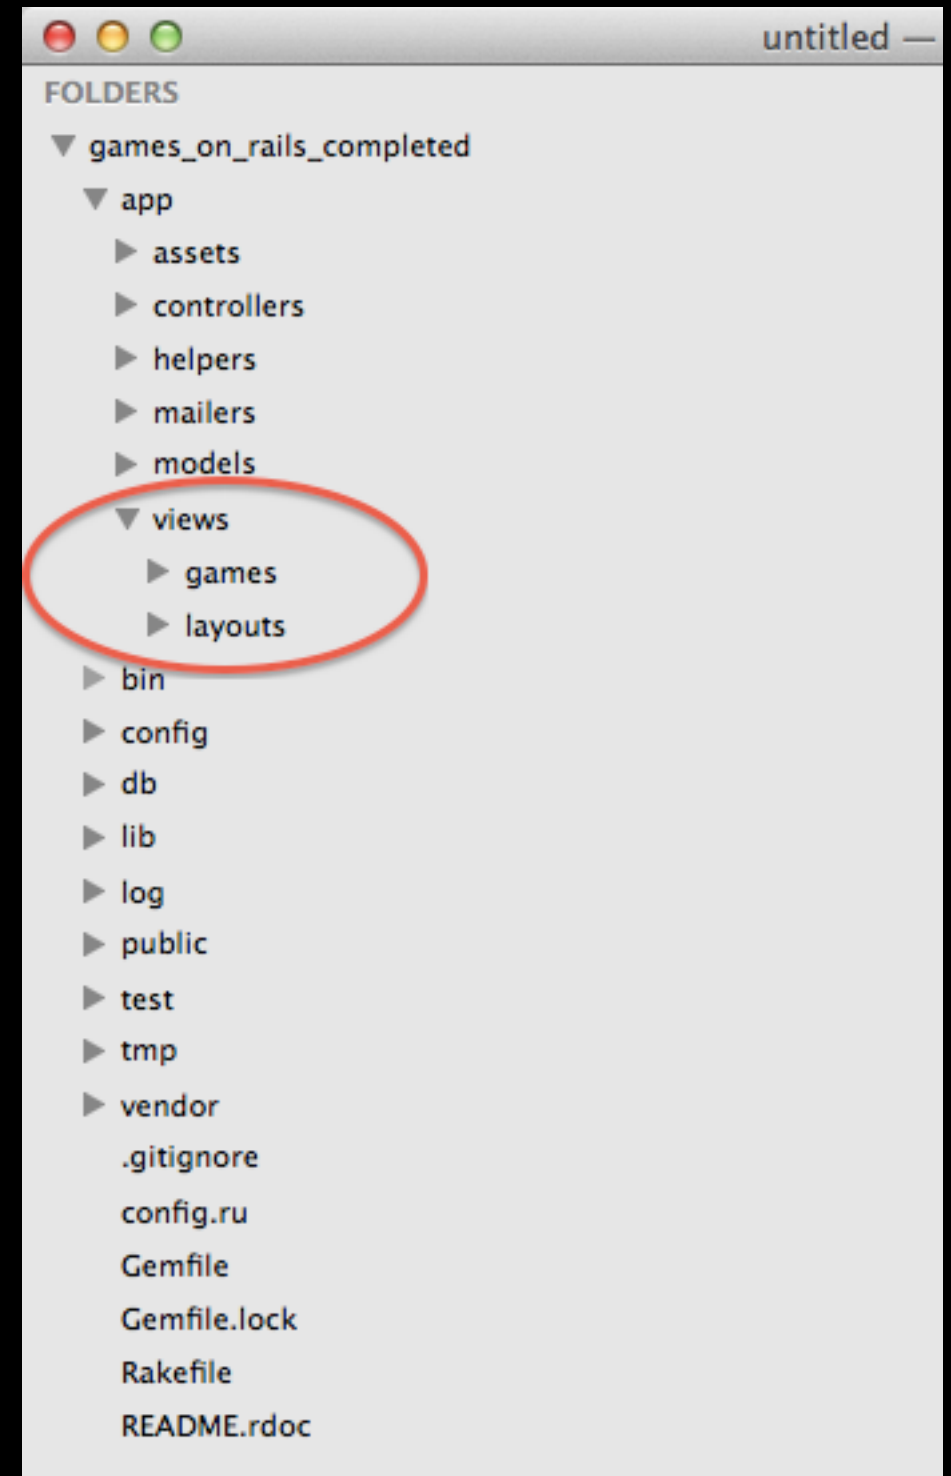 untitled —
FOLDERS
games_on_rails_completed
app
assets
controllers
helpers
mailers
models
views
games
layouts
bin
config
db
lib
log
public
test
tmp
vendor
.gitignore
config.ru
Gemfile
Gemfile.lock
Rakefile
README.rdoc